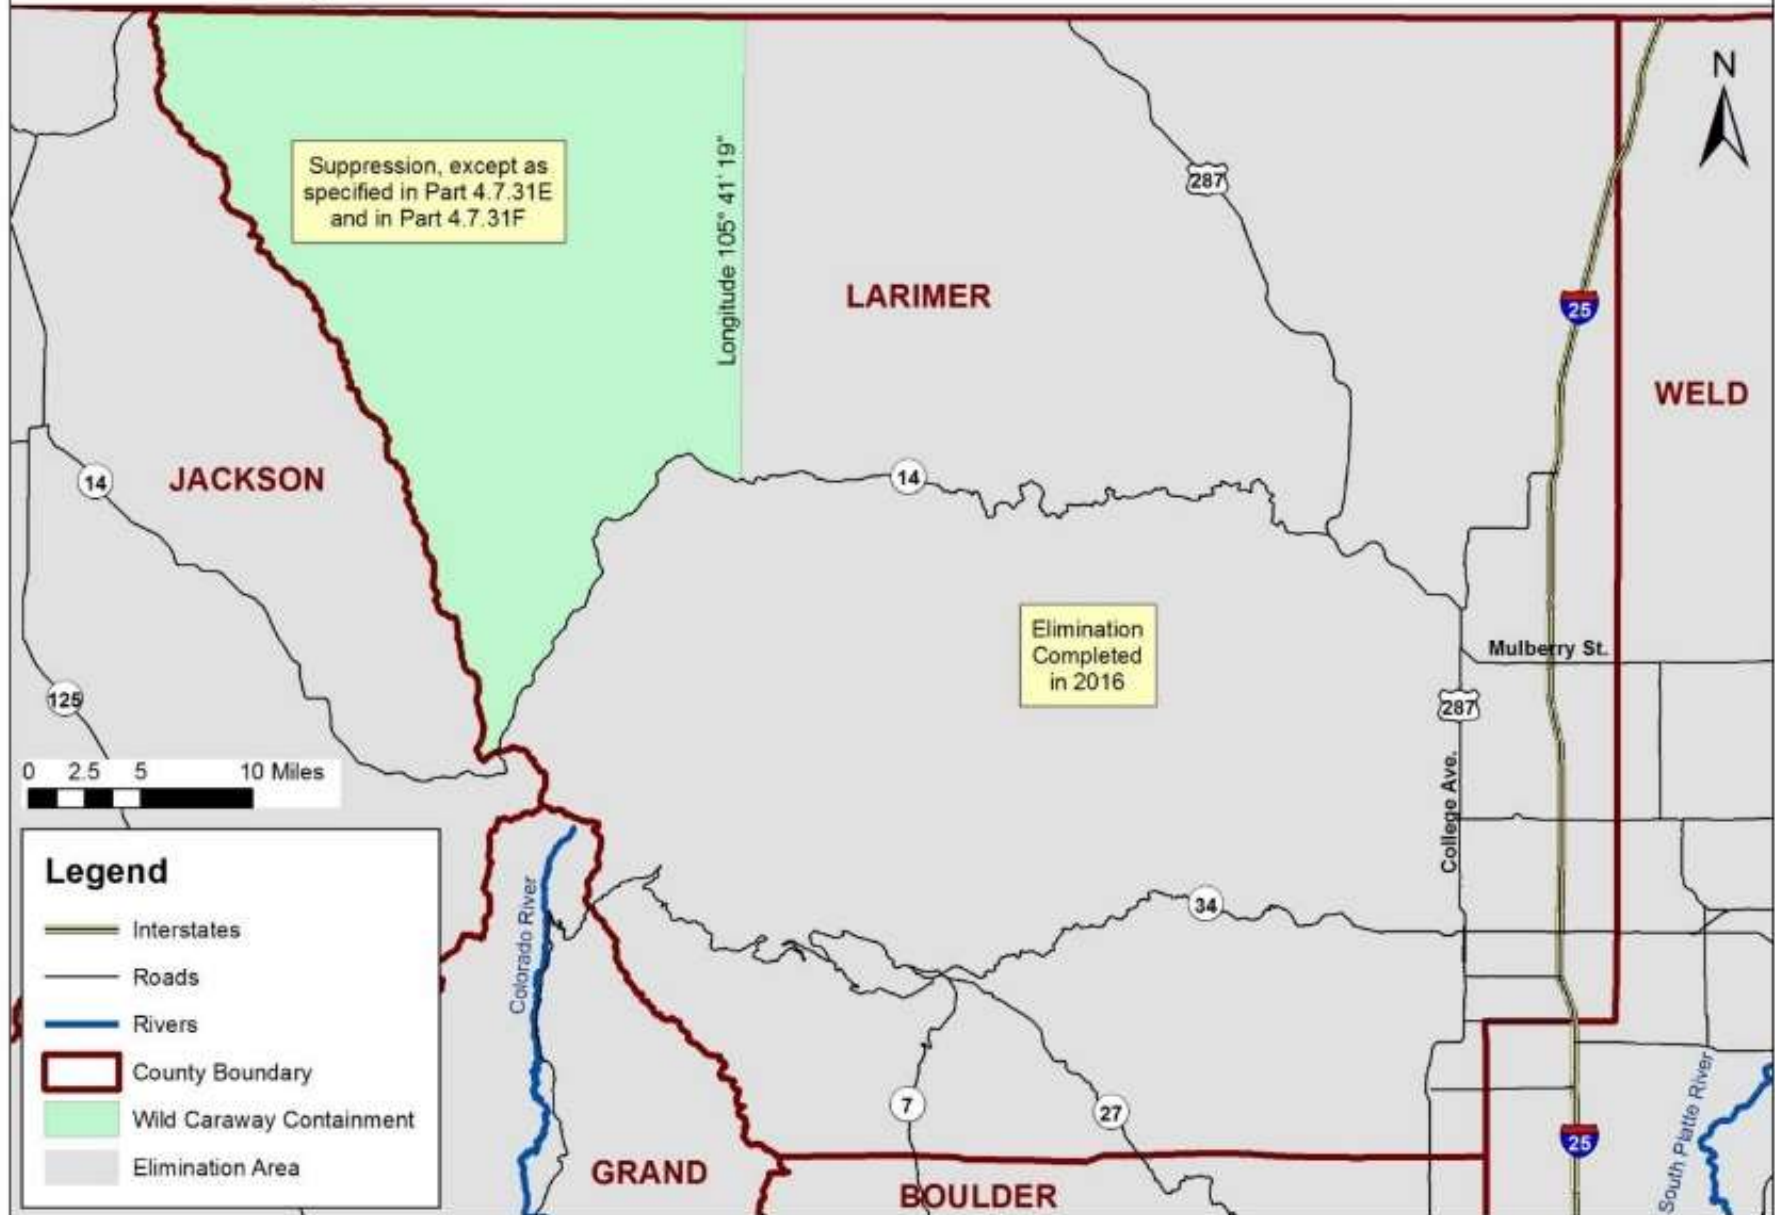 N
Suppression, except as
specified in Part 4.7.31E
and in Part 4.7.31F
Longitude 105° 41' 19"
287
LARIMER
25
WELD
JACKSON
14
14
Elimination
Completed
in 2016
Mulberry St.
125
287
0 2.5 5 10 Miles
College Ave.
Legend
Interstates
Roads
Rivers
County Boundary
Wild Caraway Containment
Elimination Area
Colorado River
34
7
27
25
South Platte River
GRAND
BOULDER